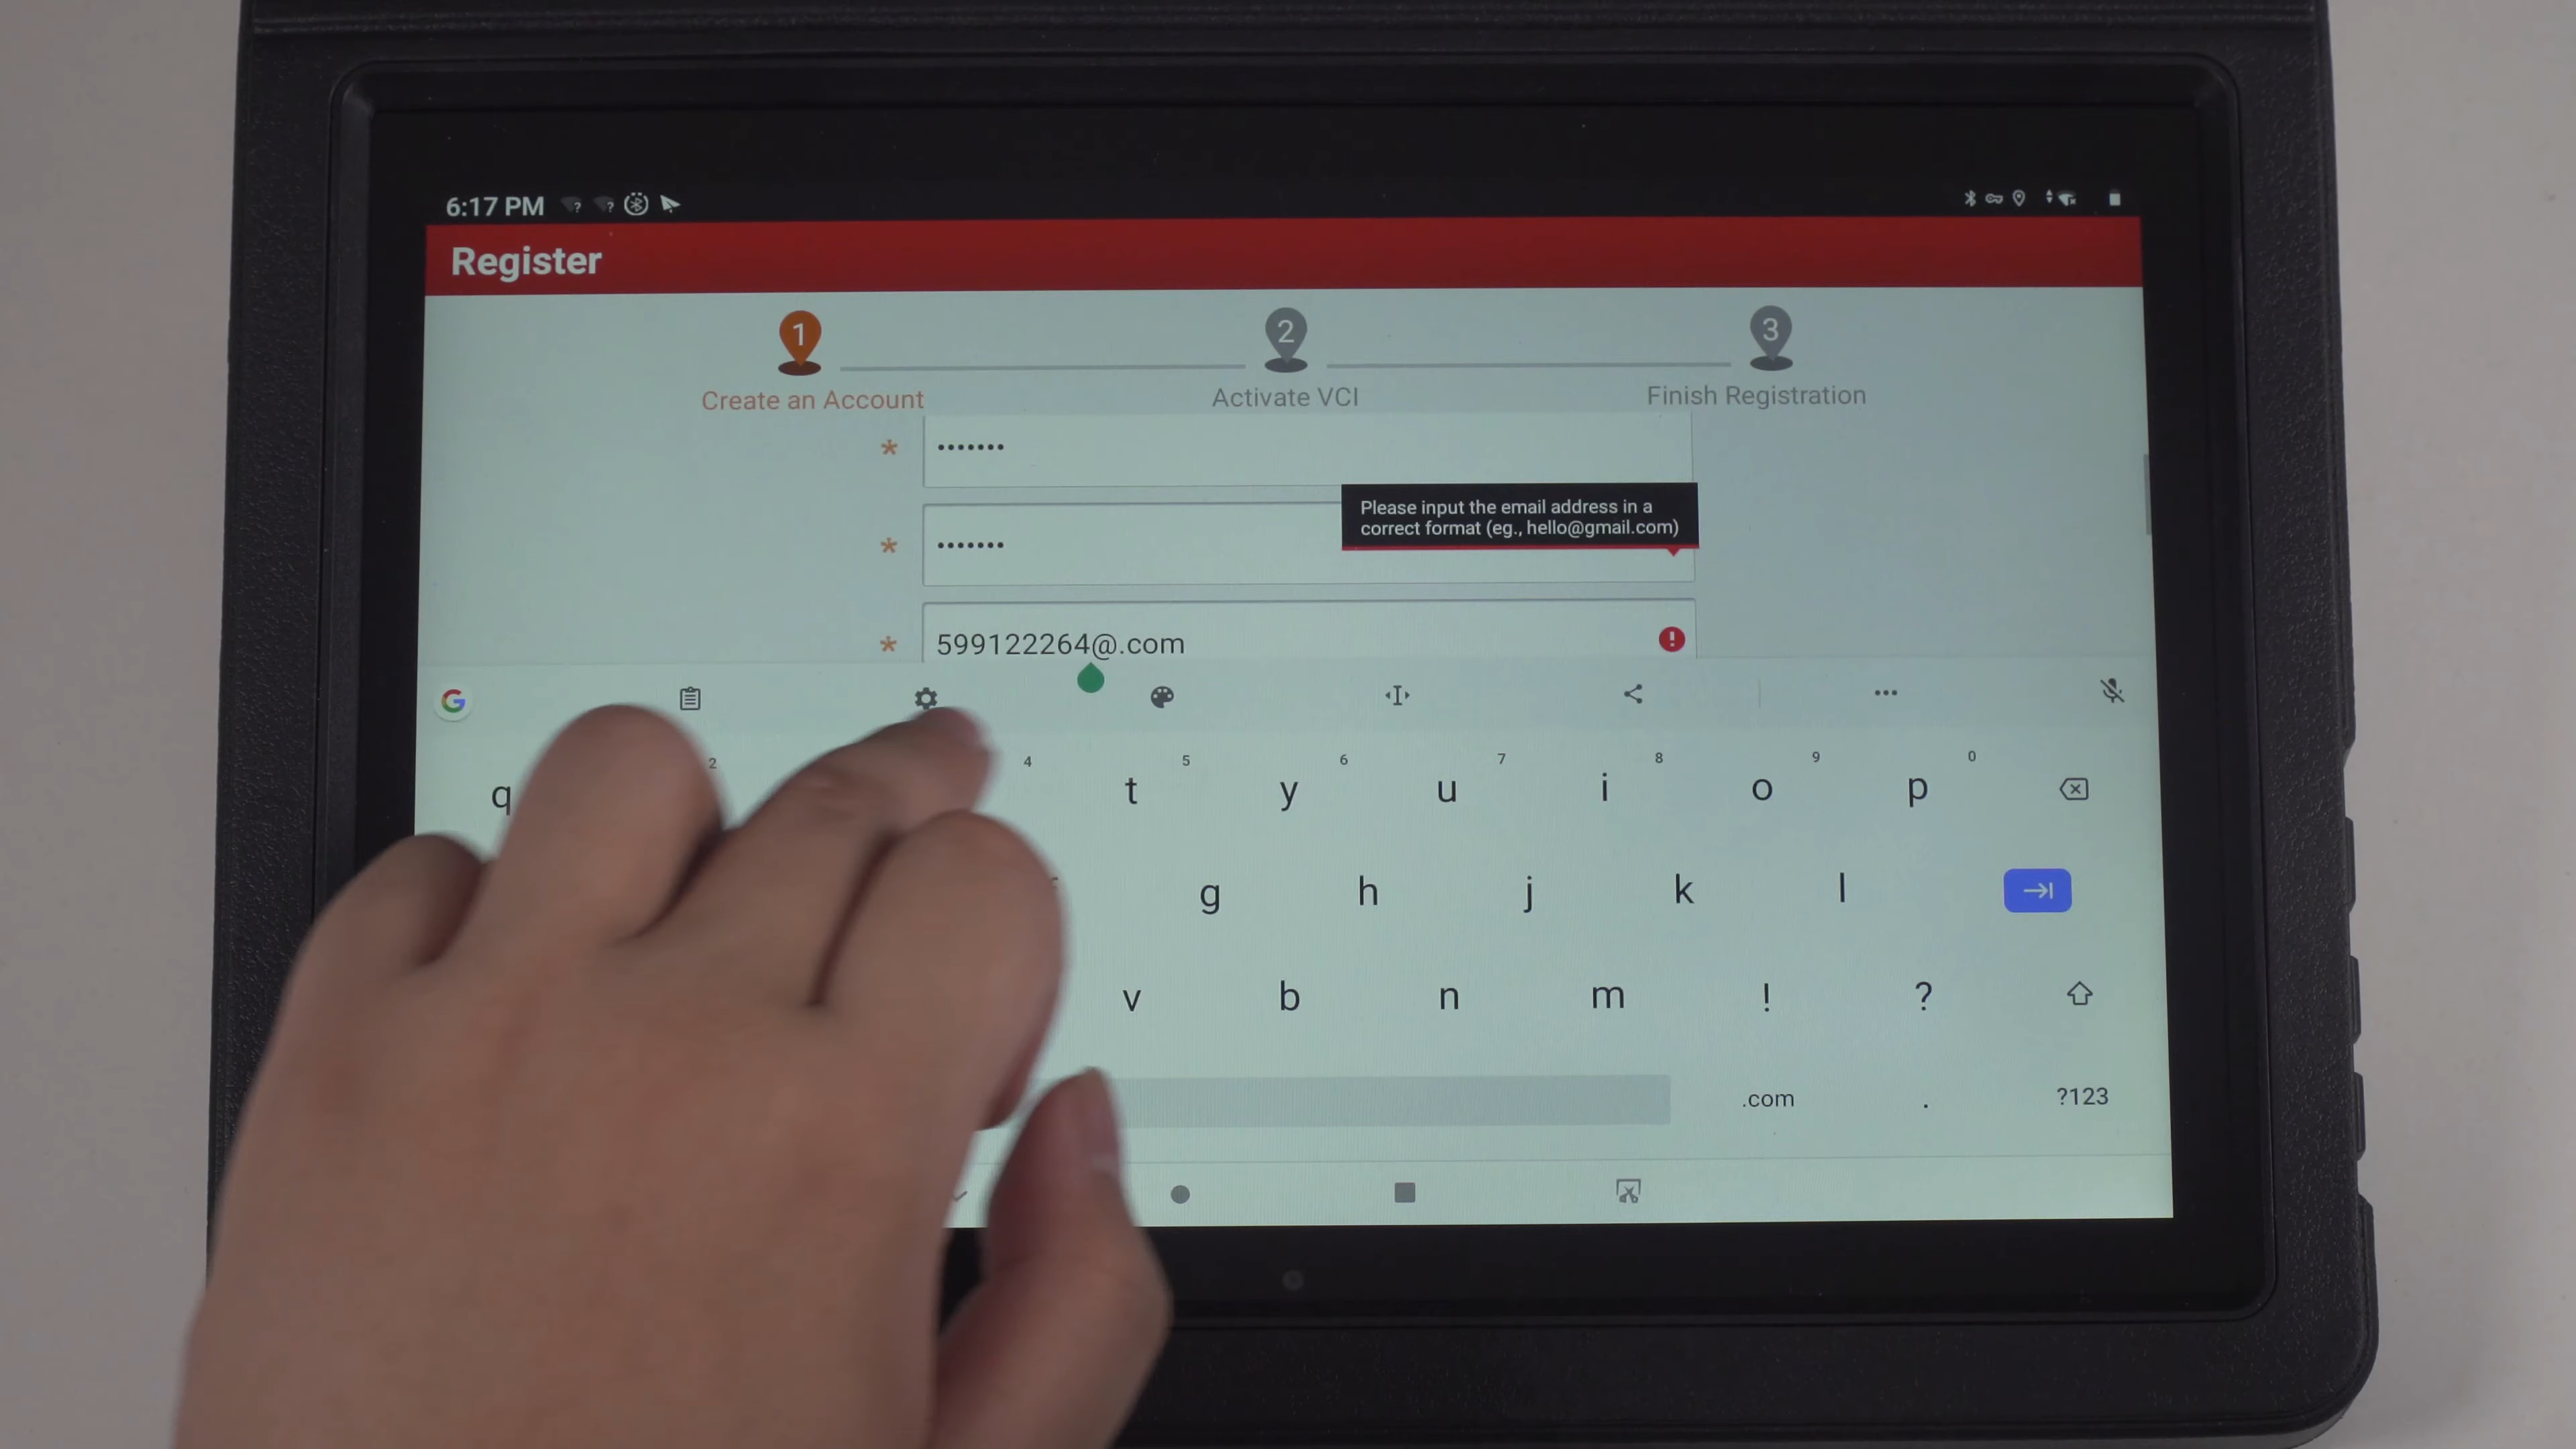 6:17 PM
Register
1
2
3
Create an Account
Activate VCI
Finish Registration
* •••••••
Please input the email address in a
correct format (eg., hello@gmail.com)
* •••••••
* 599122264@.com
!
G
2 4 5 6 7 8 9 0
q t y u i o p
g h j k l
v b n m ! ?
.com . ?123